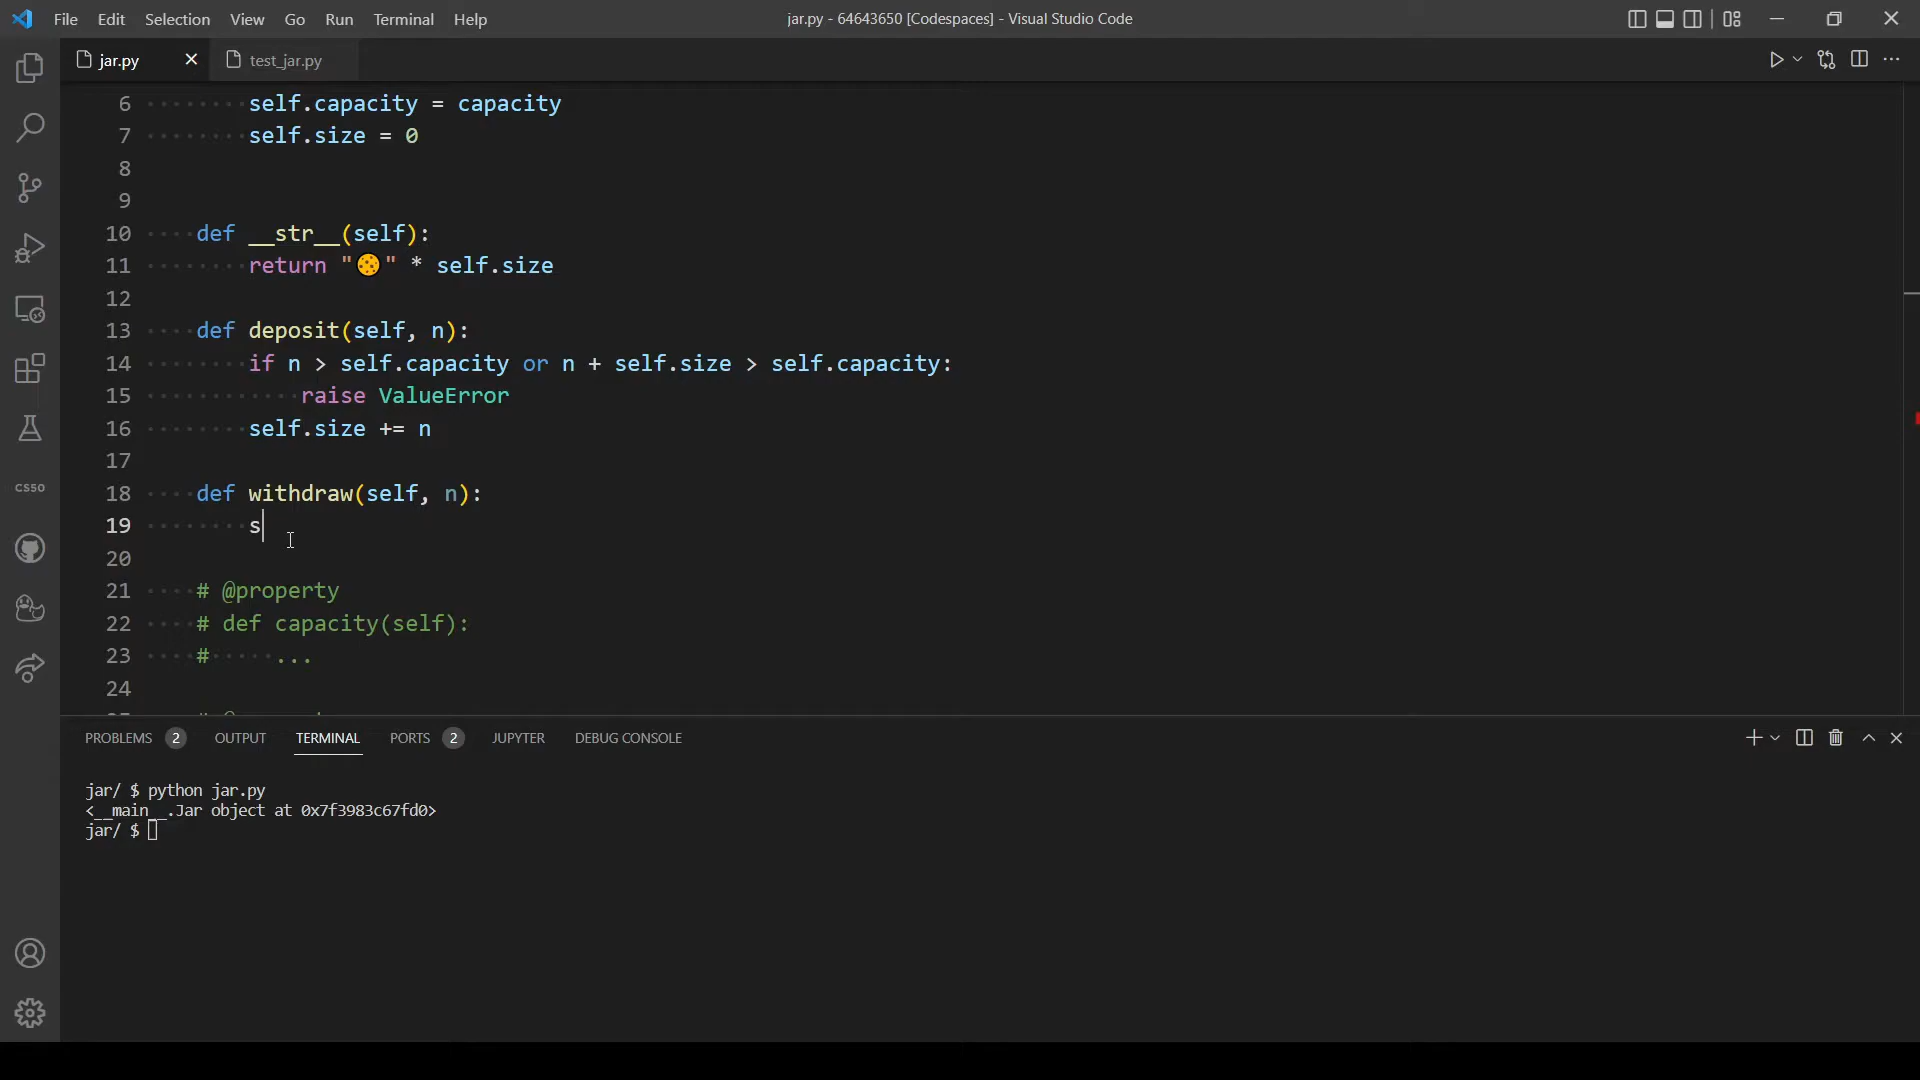 File Edit Selection View Go Run Terminal Help
jar.py - 64643650 [Codespaces] - Visual Studio Code
jar.py
test_jar.py
6 self.capacity = capacity
7 self.size = 0
8
9
10 def __str__(self):
11 return "🍪" * self.size
12
13 def deposit(self, n):
14 if n > self.capacity or n + self.size > self.capacity:
15 raise ValueError
16 self.size += n
17
18 def withdraw(self, n):
19 s
20
21 # @property
22 # def capacity(self):
23 # ...
24
CS50
PROBLEMS 2 OUTPUT TERMINAL PORTS 2 JUPYTER DEBUG CONSOLE
jar/ $ python jar.py
<__main__.Jar object at 0x7f3983c67fd0>
jar/ $